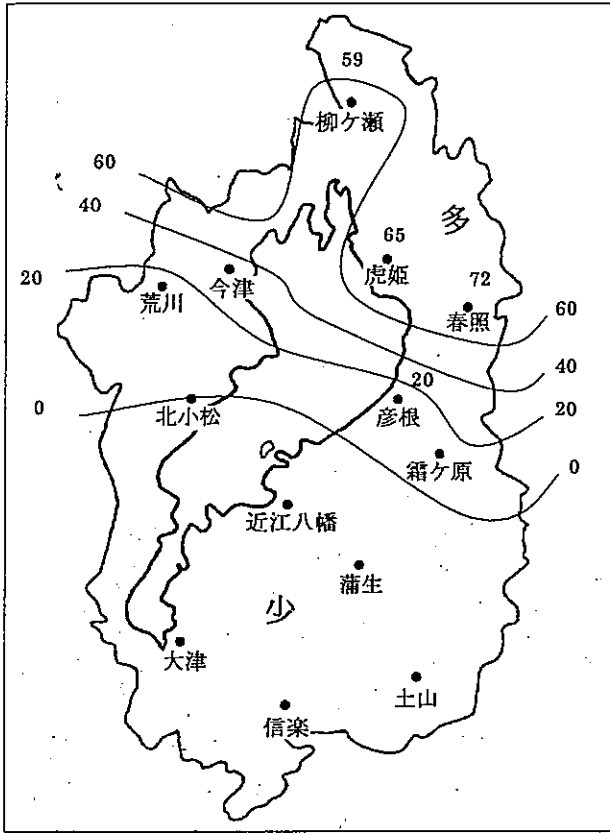 59
柳ケ瀬
60
40
多
65
虎姫
20
今津
荒川
72
春照
60
40
20
彦根
20
0
北小松
霜ケ原
0
近江八幡
蒲生
少
大津
土山
信楽